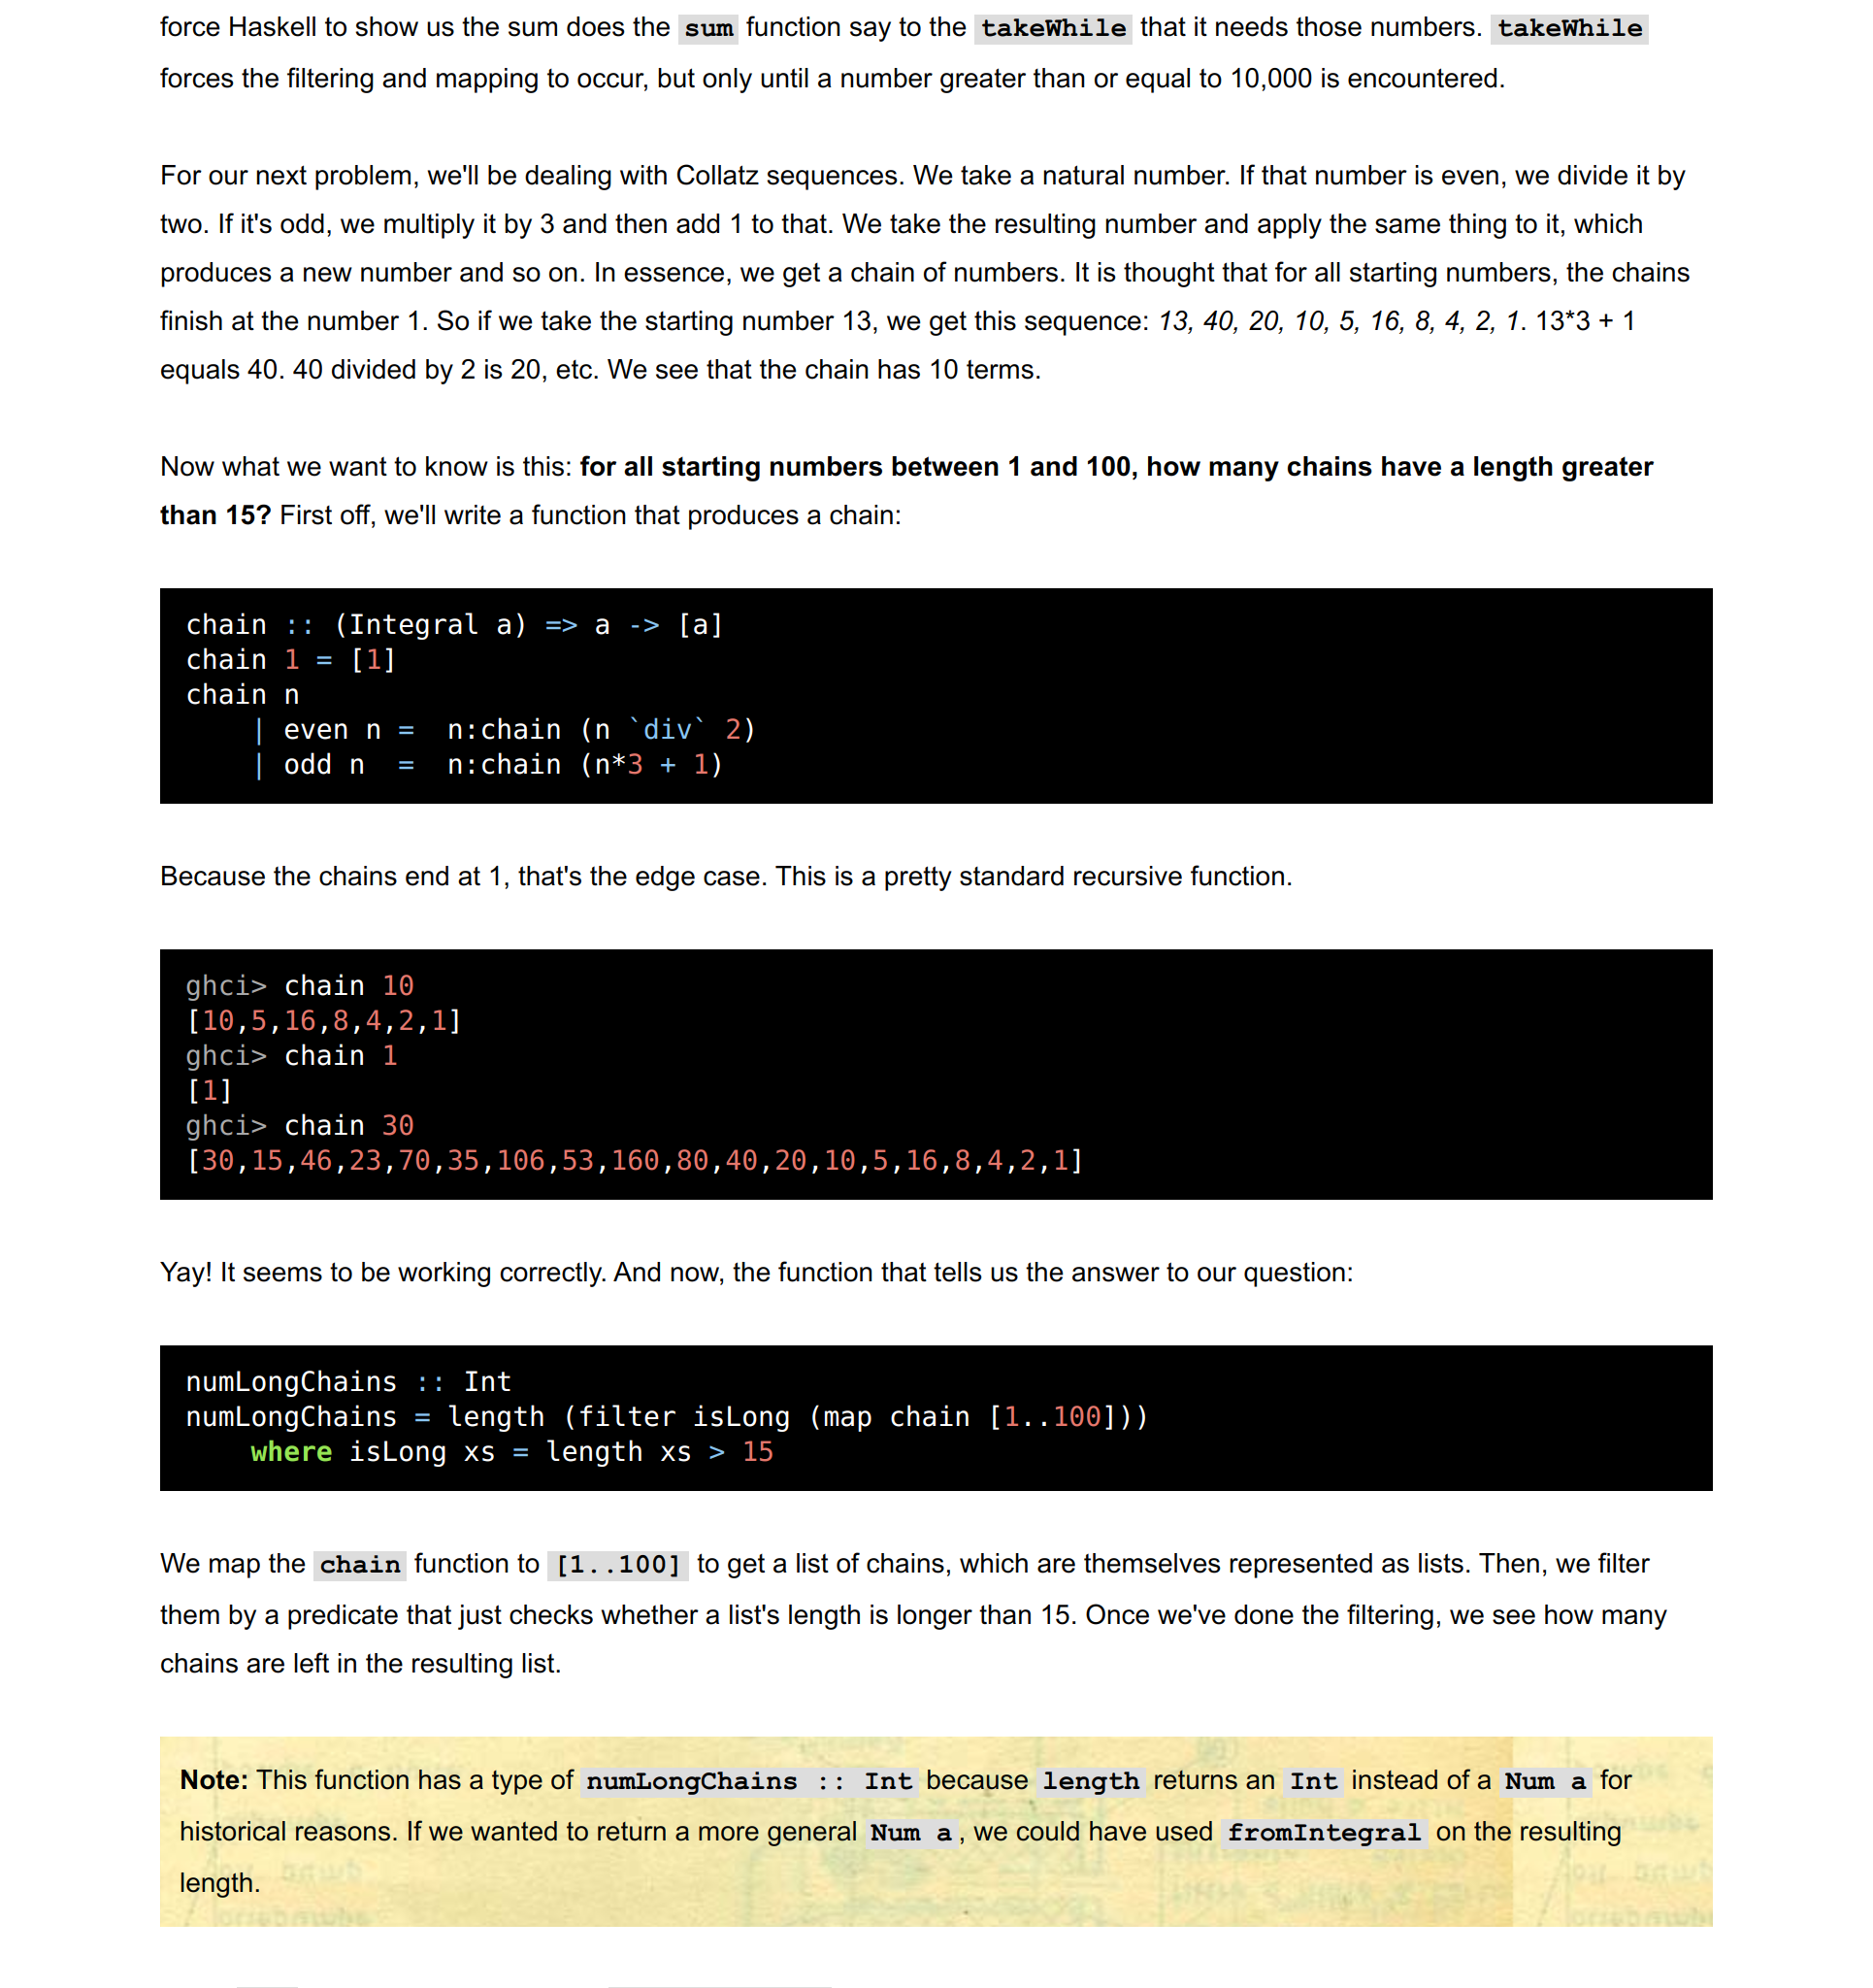 force Haskell to show us the sum does the sum function say to the takeWhile that it needs those numbers. takeWhile
forces the filtering and mapping to occur, but only until a number greater than or equal to 10,000 is encountered.
For our next problem, we'll be dealing with Collatz sequences. We take a natural number. If that number is even, we divide it by
two. If it's odd, we multiply it by 3 and then add 1 to that. We take the resulting number and apply the same thing to it, which
produces a new number and so on. In essence, we get a chain of numbers. It is thought that for all starting numbers, the chains
finish at the number 1. So if we take the starting number 13, we get this sequence: 13, 40, 20, 10, 5, 16, 8, 4, 2, 1. 13*3 + 1
equals 40. 40 divided by 2 is 20, etc. We see that the chain has 10 terms.
Now what we want to know is this: for all starting numbers between 1 and 100, how many chains have a length greater
than 15? First off, we'll write a function that produces a chain:
chain :: (Integral a) => a -> [a]
chain 1 = [1]
chain n
    | even n =  n:chain (n `div` 2)
    | odd n  =  n:chain (n*3 + 1)
Because the chains end at 1, that's the edge case. This is a pretty standard recursive function.
ghci> chain 10
[10,5,16,8,4,2,1]
ghci> chain 1
[1]
ghci> chain 30
[30,15,46,23,70,35,106,53,160,80,40,20,10,5,16,8,4,2,1]
Yay! It seems to be working correctly. And now, the function that tells us the answer to our question:
numLongChains :: Int
numLongChains = length (filter isLong (map chain [1..100]))
    where isLong xs = length xs > 15
We map the chain function to [1..100] to get a list of chains, which are themselves represented as lists. Then, we filter
them by a predicate that just checks whether a list's length is longer than 15. Once we've done the filtering, we see how many
chains are left in the resulting list.
Note: This function has a type of numLongChains :: Int because length returns an Int instead of a Num a for
historical reasons. If we wanted to return a more general Num a, we could have used fromIntegral on the resulting
length.